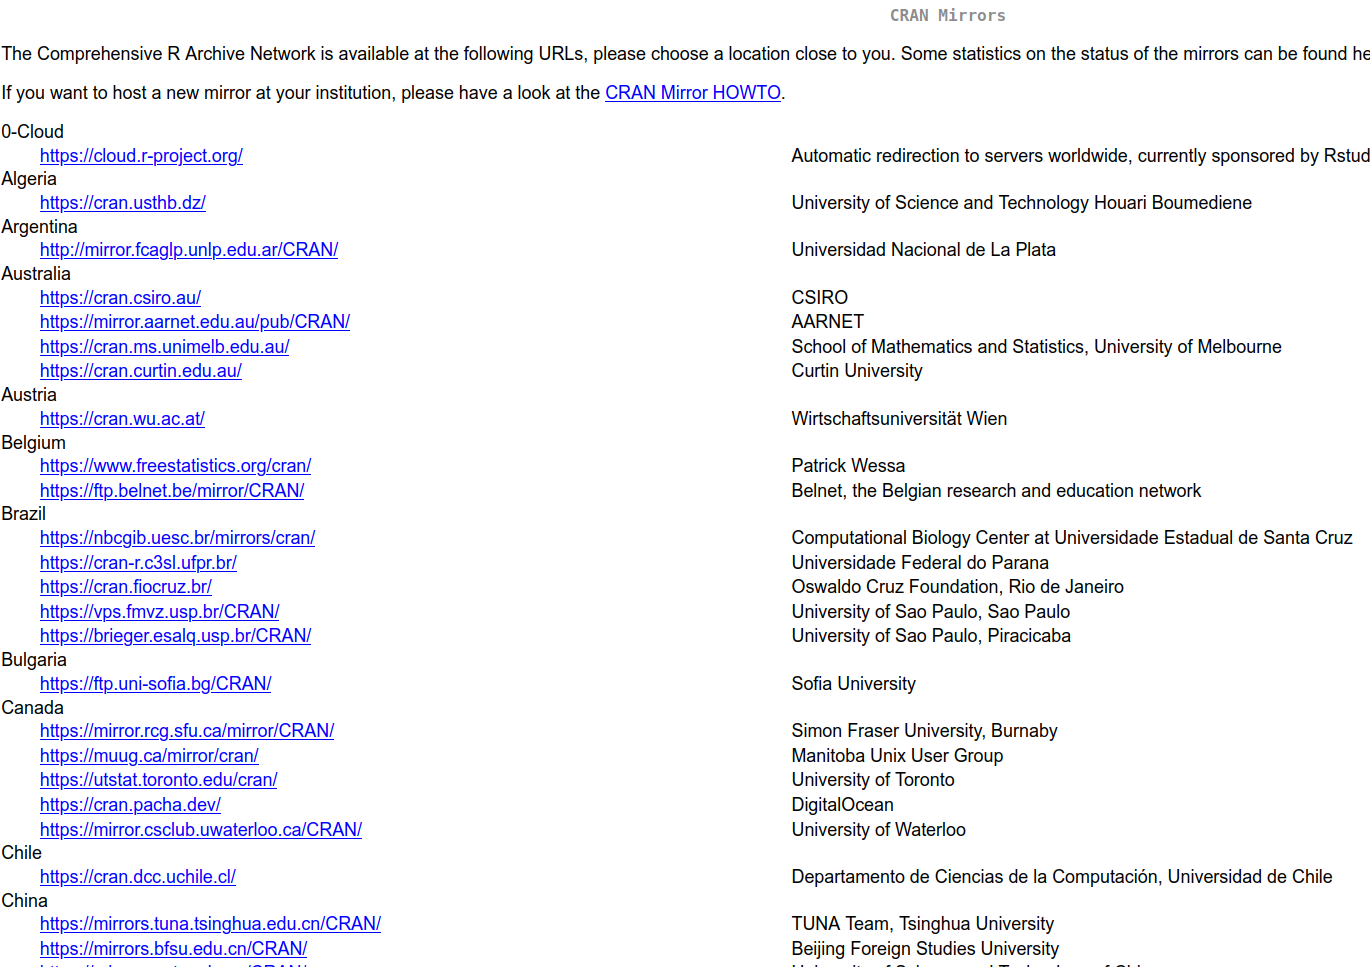 CRAN Mirrors
The Comprehensive R Archive Network is available at the following URLs, please choose a location close to you. Some statistics on the status of the mirrors can be found
If you want to host a new mirror at your institution, please have a look at the CRAN Mirror HOWTO.
0-Cloud
https://cloud.r-project.org/ Automatic redirection to servers worldwide, currently sponsored by
Algeria
https://cran.usthb.dz/ University of Science and Technology Houari Boumediene
Argentina
http://mirror.fcaglp.unlp.edu.ar/CRAN/ Universidad Nacional de La Plata
Australia
https://cran.csiro.au/ CSIRO
https://mirror.aarnet.edu.au/pub/CRAN/ AARNET
https://cran.ms.unimelb.edu.au/ School of Mathematics and Statistics, University of Melbourne
https://cran.curtin.edu.au/ Curtin University
Austria
https://cran.wu.ac.at/ Wirtschaftsuniversität Wien
Belgium
https://www.freestatistics.org/cran/ Patrick Wessa
https://ftp.belnet.be/mirror/CRAN/ Belnet, the Belgian research and education network
Brazil
https://nbcgib.uesc.br/mirrors/cran/ Computational Biology Center at Universidade Estadual de Santa Cruz
https://cran-r.c3sl.ufpr.br/ Universidade Federal do Parana
https://cran.fiocruz.br/ Oswaldo Cruz Foundation, Rio de Janeiro
https://vps.fmvz.usp.br/CRAN/ University of Sao Paulo, Sao Paulo
https://brieger.esalq.usp.br/CRAN/ University of Sao Paulo, Piracicaba
Bulgaria
https://ftp.uni-sofia.bg/CRAN/ Sofia University
Canada
https://mirror.rcg.sfu.ca/mirror/CRAN/ Simon Fraser University, Burnaby
https://muug.ca/mirror/cran/ Manitoba Unix User Group
https://utstat.toronto.edu/cran/ University of Toronto
https://cran.pacha.dev/ DigitalOcean
https://mirror.csclub.uwaterloo.ca/CRAN/ University of Waterloo
Chile
https://cran.dcc.uchile.cl/ Departamento de Ciencias de la Computación, Universidad de Chile
China
https://mirrors.tuna.tsinghua.edu.cn/CRAN/ TUNA Team, Tsinghua University
https://mirrors.bfsu.edu.cn/CRAN/ Beijing Foreign Studies University